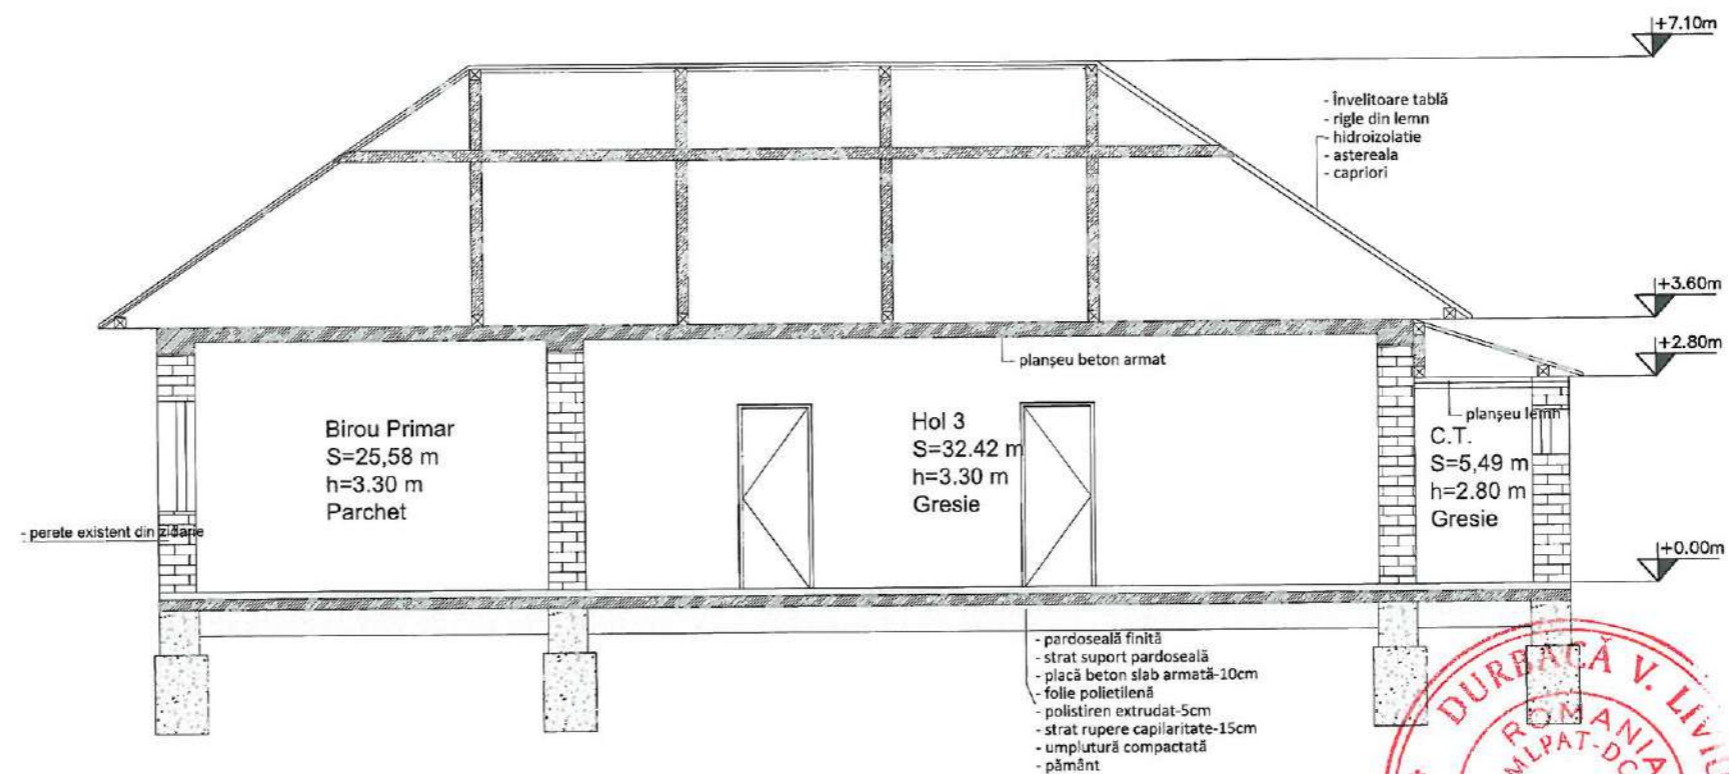 +7.10m
- Învelitoare tablă
- rigle din lemn
- hidroizolatie
- astereala
- capriori
+3.60m
+2.80m
- planșeu beton armat
- planșeu lemn
Birou Primar
S=25,58 m
h=3.30 m
Parchet
Hol 3
S=32.42 m
h=3.30 m
Gresie
C.T.
S=5,49 m
h=2.80 m
Gresie
- perete existent din zidarie
+0.00m
- pardoseală finită
- strat suport pardoseală
- placă beton slab armată-10cm
- folie polietilenă
- polistiren extrudat-5cm
- strat rupere capilaritate-15cm
- umplutură compactată
- pământ
DURBACĂ V. LIVIU
ROMANIA
MLPAT-DC